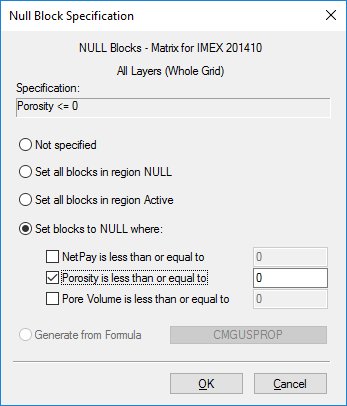 Null Block Specification
NULL Blocks - Matrix for IMEX 201410
All Layers (Whole Grid)
Specification:
Porosity <= 0
Not specified
Set all blocks in region NULL
Set all blocks in region Active
Set blocks to NULL where:
NetPay is less than or equal to 0
Porosity is less than or equal to 0
Pore Volume is less than or equal to 0
Generate from Formula CMGUSPROP
OK Cancel